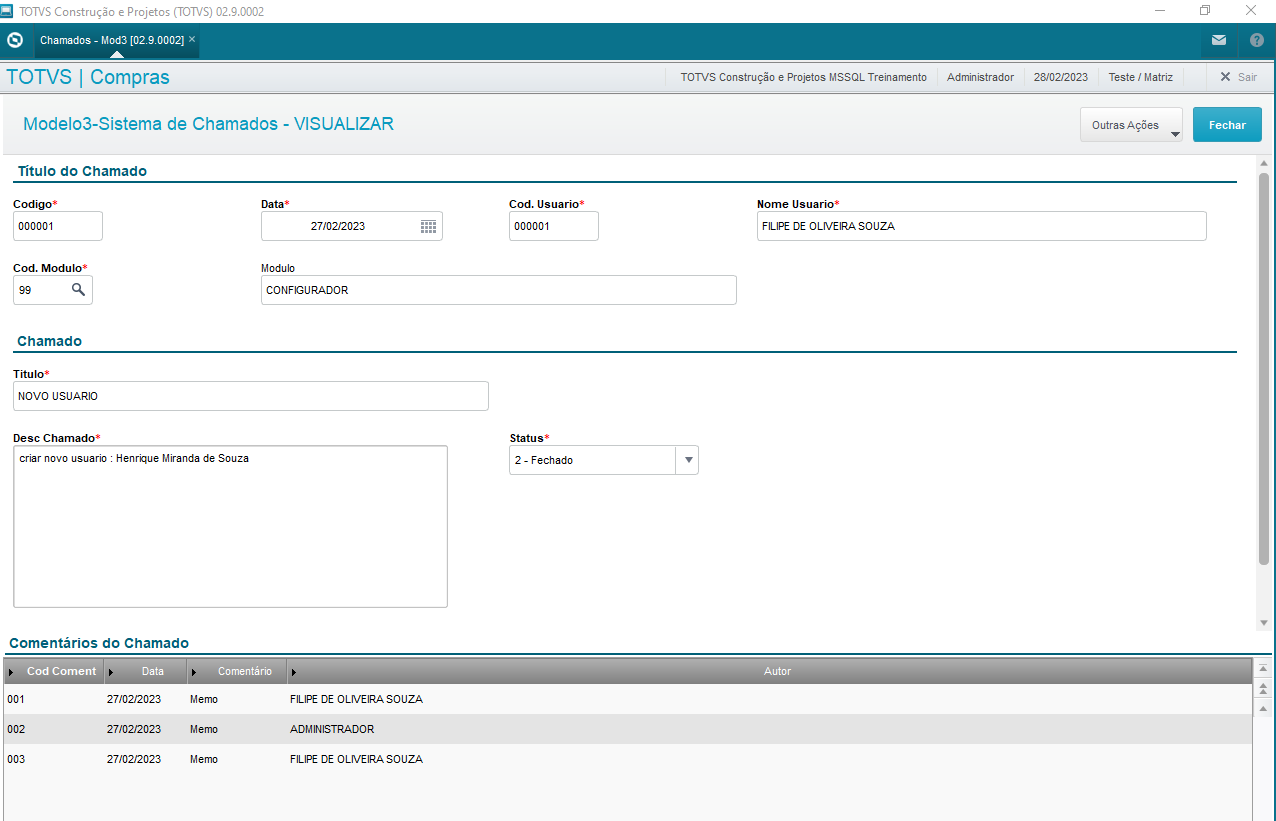 TOTVS Construção e Projetos (TOTVS) 02.9.0002
Chamados - Mod3 [02.9.0002] ×
TOTVS | Compras
TOTVS Construção e Projetos MSSQL Treinamento
Administrador
28/02/2023
Teste / Matriz
Sair
Modelo3-Sistema de Chamados - VISUALIZAR
Outras Ações
Fechar
Título do Chamado
Codigo* Data* Cod. Usuario* Nome Usuario*
000001 27/02/2023 000001 FILIPE DE OLIVEIRA SOUZA
Cod. Modulo* Modulo
99 CONFIGURADOR
Chamado
Titulo*
NOVO USUARIO
Desc Chamado* Status*
criar novo usuario : Henrique Miranda de Souza
2 - Fechado
Comentários do Chamado
Cod Coment Data Comentário Autor
001 27/02/2023 Memo FILIPE DE OLIVEIRA SOUZA
002 27/02/2023 Memo ADMINISTRADOR
003 27/02/2023 Memo FILIPE DE OLIVEIRA SOUZA